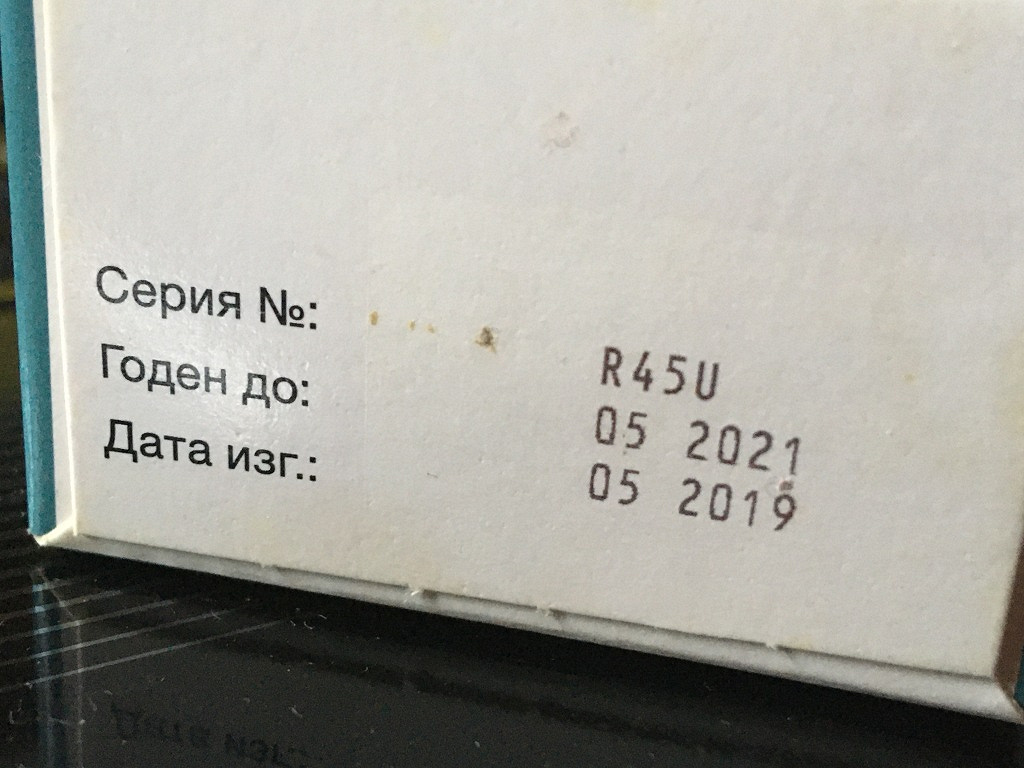 Серия №: R45U
Годен до: 05 2021
Дата изг.: 05 2019